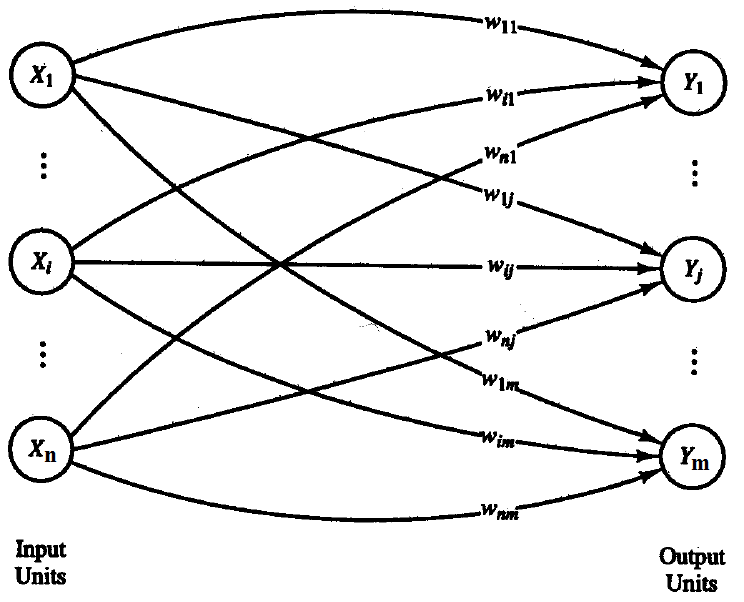 X1
Xi
Xn
w11
wi1
wn1
w1j
wij
wnj
w1m
wim
wnm
Y1
Yj
Ym
Input
Units
Output
Units